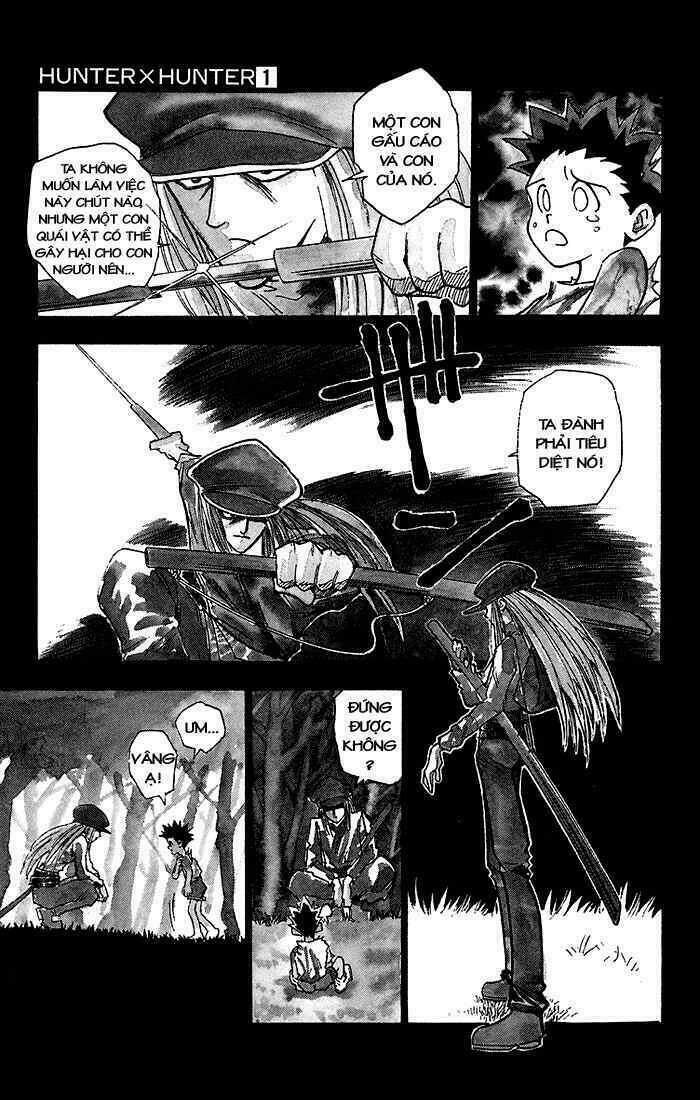 HUNTER×HUNTER 1
MỘT CON
GẤU CÁO
VÀ CON
CỦA NÓ.
TA KHÔNG
MUỐN LÀM VIỆC
NÀY CHÚT NÀO,
NHƯNG MỘT CON
QUÁI VẬT CÓ THỂ
GÂY HẠI CHO CON
NGƯỜI NÊN...
TA ĐÀNH
PHẢI TIÊU
DIỆT NÓ!
ĐỨNG
ĐƯỢC
KHÔNG
?
ƯM...
VÂNG
Ạ!